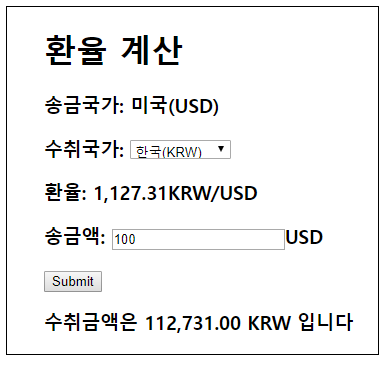 환율 계산
송금국가: 미국(USD)
수취국가: 한국(KRW)
환율: 1,127.31KRW/USD
송금액: 100USD
Submit
수취금액은 112,731.00 KRW 입니다